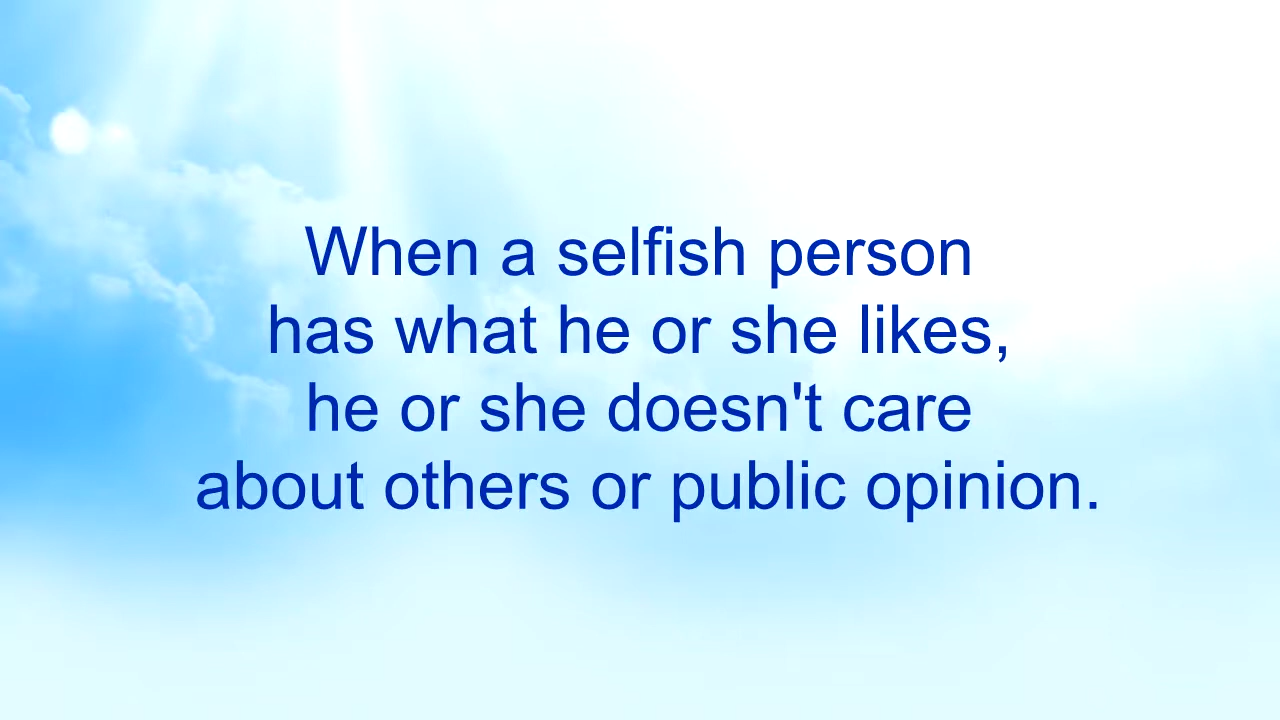 When a selfish person
has what he or she likes,
he or she doesn't care
about others or public opinion.